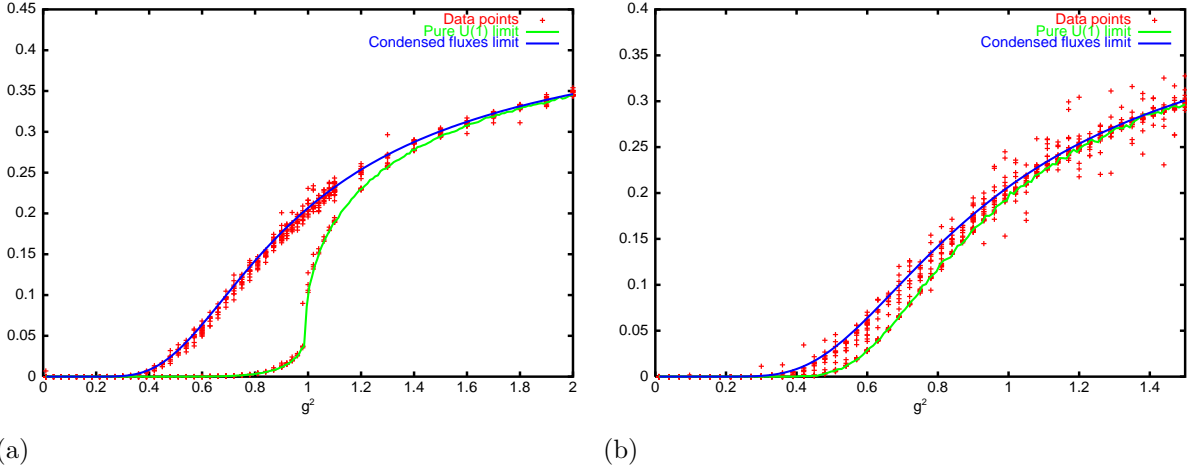 0.45
0.4
0.35
0.3
0.25
0.2
0.15
0.1
0.05
0
0 0.2 0.4 0.6 0.8 1 1.2 1.4 1.6 1.8 2
g²
Data points
Pure U(1) limit
Condensed fluxes limit
(a)
0.4
0.35
0.3
0.25
0.2
0.15
0.1
0.05
0
0 0.2 0.4 0.6 0.8 1 1.2 1.4
g²
Data points
Pure U(1) limit
Condensed fluxes limit
(b)